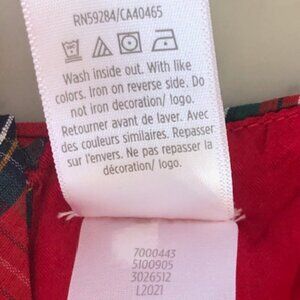 RN59284/CA40465
Wash inside out. With like
colors. Iron on reverse side. Do
not iron decoration/ logo.
Retourner avant de laver. Avec
des couleurs similaires. Repasser
sur l'envers. Ne pas repasser la
décoration/ logo.
7000443
5100905
3026512
L2021